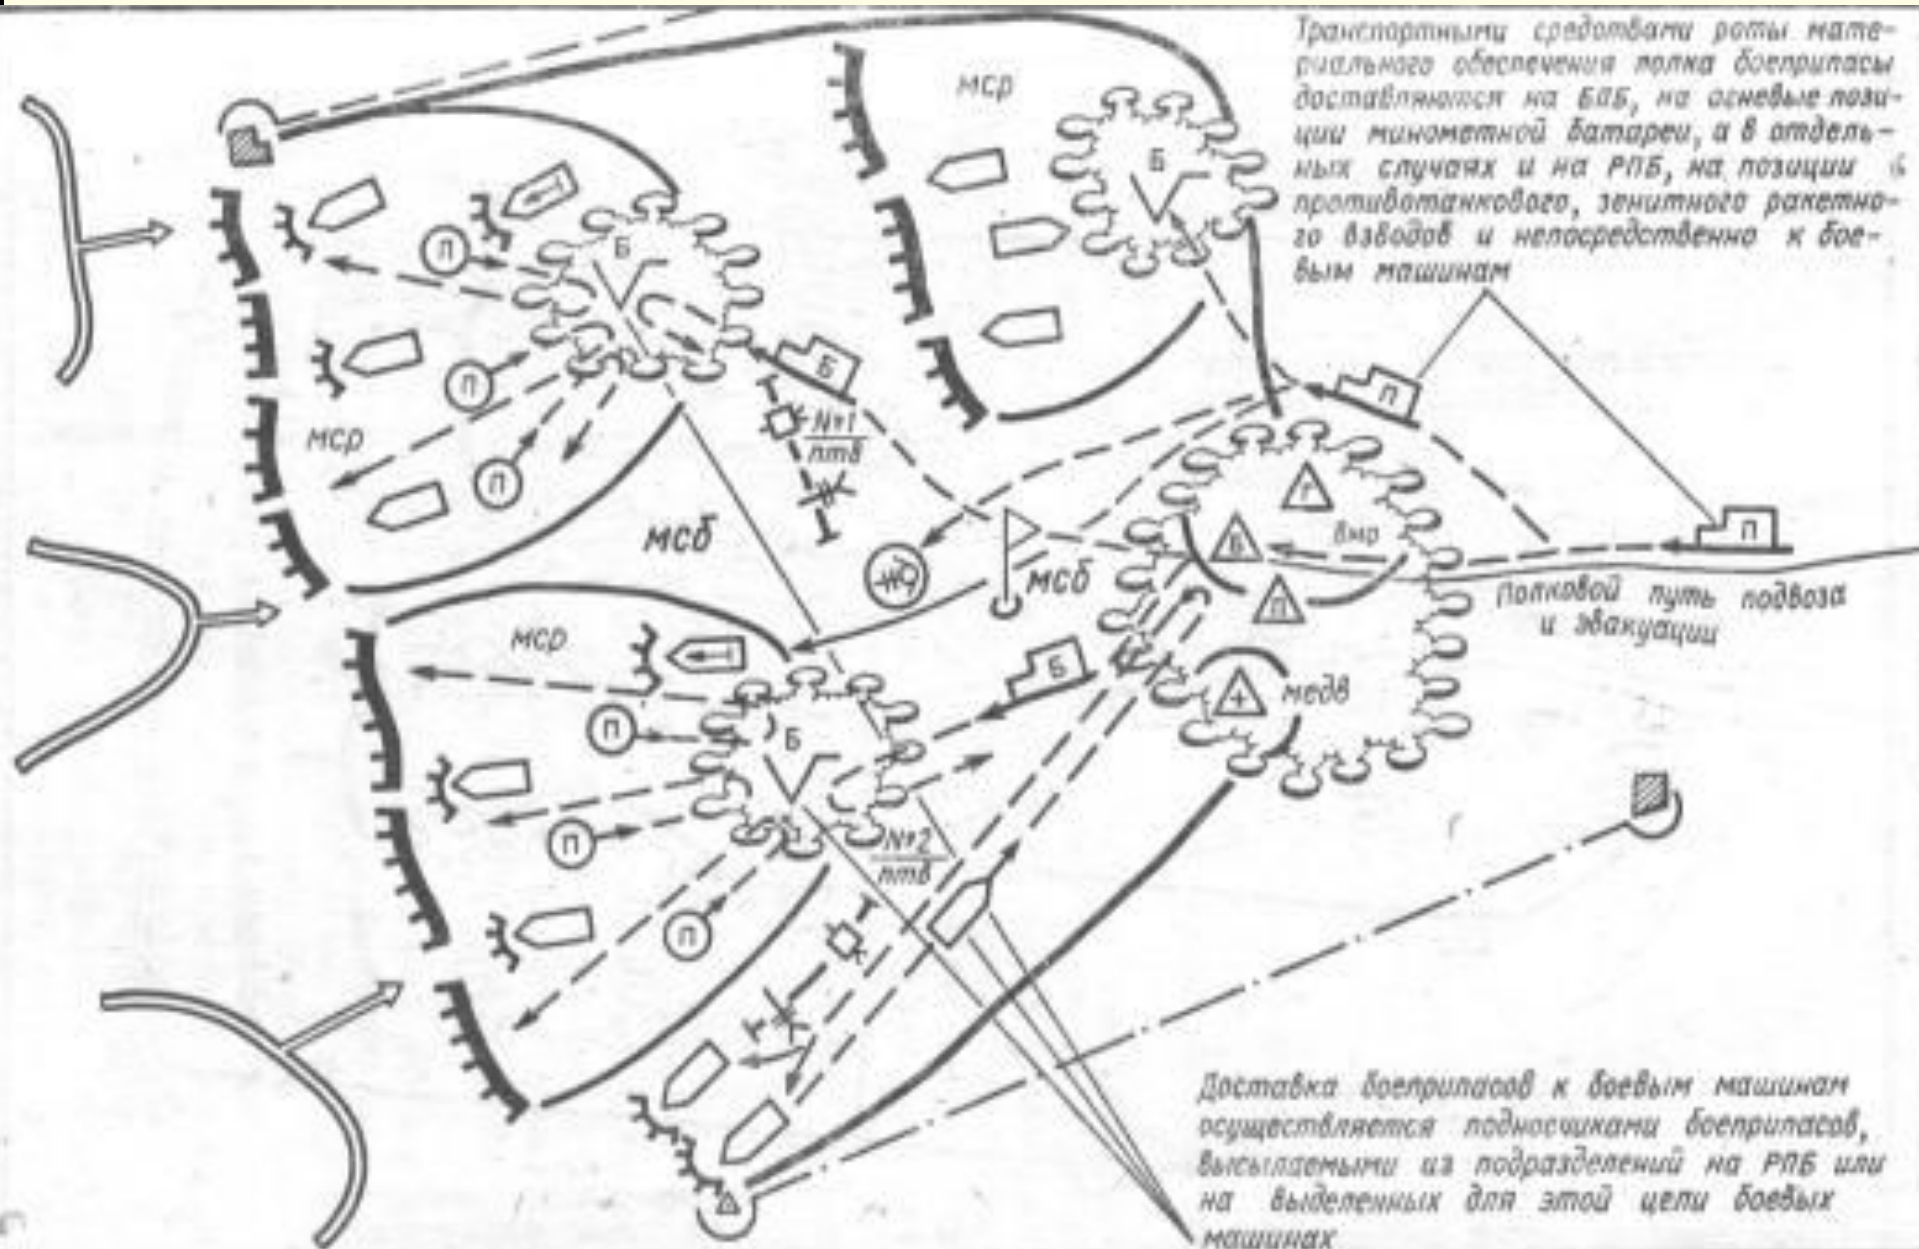 Транспортными средствами роты мате-
риального обеспечения полка боеприпасы
доставляются на БПБ, на огневые пози-
ции минометной батареи, а в отдель-
ных случаях и на РПБ, на позиции
противотанкового, зенитного ракетно-
го взводов и непосредственно к бое-
вым машинам
мср
Б
П
Б
П
Б
П
мср
№1
птв
П
Т
Б
вмр
П
П
мсб
мсб
Полковой путь подвоза
и эвакуации
мср
Б
П
Б
+
медв
П
№2
птв
П
Доставка боеприпасов к боевым машинам
осуществляется подносчиками боеприпасов,
высылаемыми из подразделений на РПБ или
на выделенных для этой цели боевых
машинах